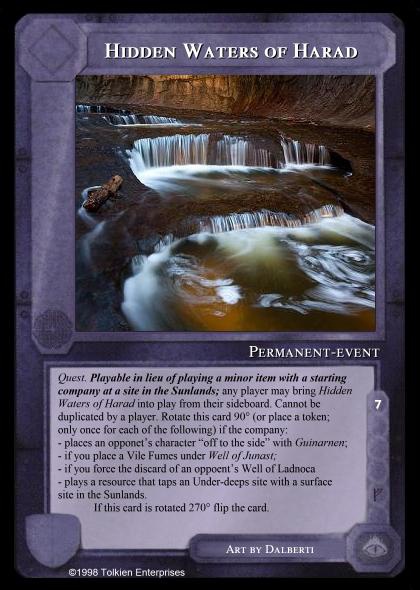 HIDDEN WATERS OF HARAD
PERMANENT-EVENT
Quest. Playable in lieu of playing a minor item with a starting
company at a site in the Sunlands; any player may bring Hidden
Waters of Harad into play from their sideboard. Cannot be
duplicated by a player. Rotate this card 90° (or place a token;
only once for each of the following) if the company:
- places an opponet's character “off to the side” with Guinarnen;
- if you place a Vile Fumes under Well of Junast;
- if you force the discard of an oppoent's Well of Ladnoca
- plays a resource that taps an Under-deeps site with a surface
site in the Sunlands.
If this card is rotated 270° flip the card.
7
ART BY DALBERTI
©1998 Tolkien Enterprises